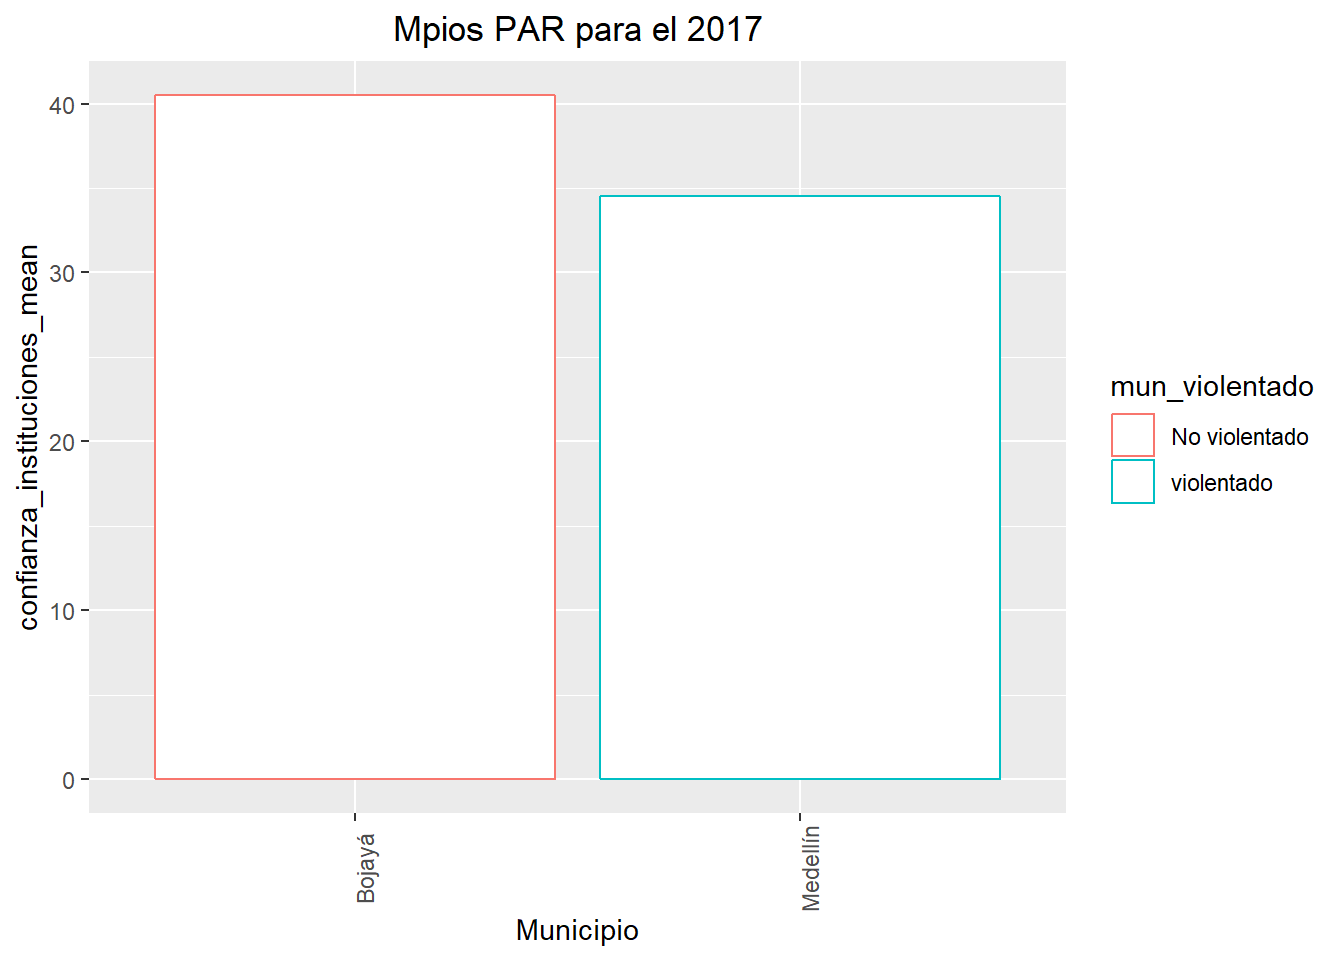 Mpios PAR para el 2017
confianza_instituciones_mean
40
30
20
10
0
Bojayá
Medellín
Municipio
mun_violentado
No violentado
violentado